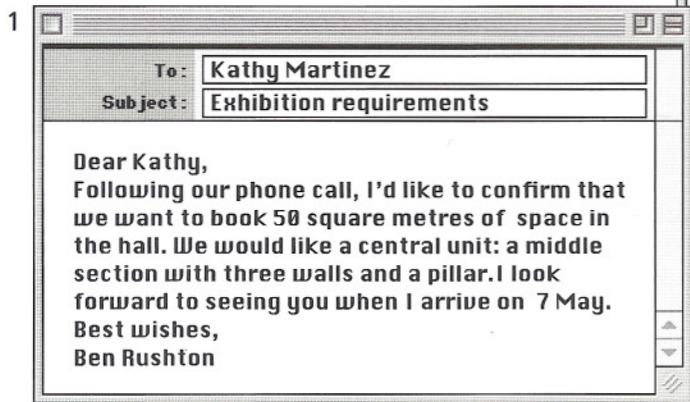 1
To: Kathy Martinez
Subject: Exhibition requirements
Dear Kathy,
Following our phone call, I'd like to confirm that
we want to book 50 square metres of space in
the hall. We would like a central unit: a middle
section with three walls and a pillar.I look
forward to seeing you when I arrive on 7 May.
Best wishes,
Ben Rushton